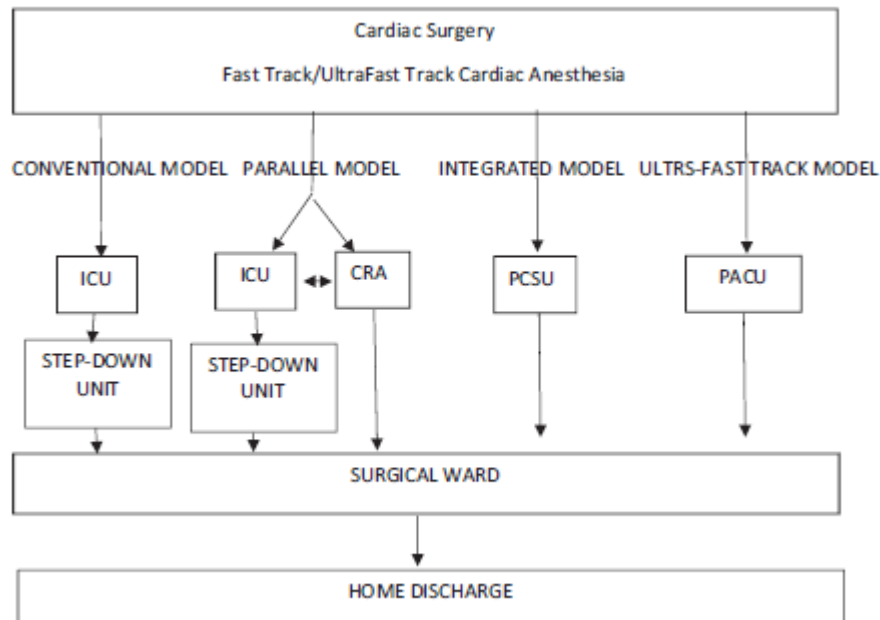 Cardiac Surgery
Fast Track/UltraFast Track Cardiac Anesthesia
CONVENTIONAL MODEL PARALLEL MODEL INTEGRATED MODEL ULTRS-FAST TRACK MODEL
ICU ICU CRA PCSU PACU
STEP-DOWN
UNIT
STEP-DOWN
UNIT
SURGICAL WARD
HOME DISCHARGE